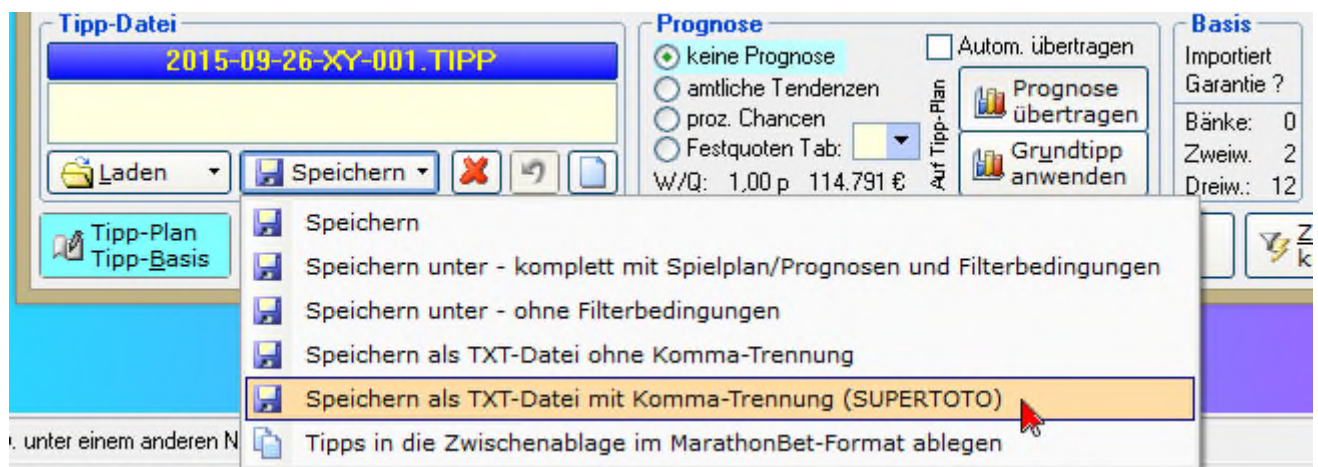 Tipp-Datei
2015-09-26-XY-001.TIPP
Laden
Speichern
Tipp-Plan
Tipp-Basis
Prognose
keine Prognose
amtliche Tendenzen
proz. Chancen
Festquoten Tab:
W/Q: 1,00 p 114.791 €
Auf Tipp-Plan
Autom. übertragen
Prognose
übertragen
Grundtipp
anwenden
Basis
Importiert
Garantie ?
Bänke: 0
Zweiw. 2
Dreiw.: 12
Speichern
Speichern unter - komplett mit Spielplan/Prognosen und Filterbedingungen
Speichern unter - ohne Filterbedingungen
Speichern als TXT-Datei ohne Komma-Trennung
Speichern als TXT-Datei mit Komma-Trennung (SUPERTOTO)
Tipps in die Zwischenablage im MarathonBet-Format ablegen
unter einem anderen N